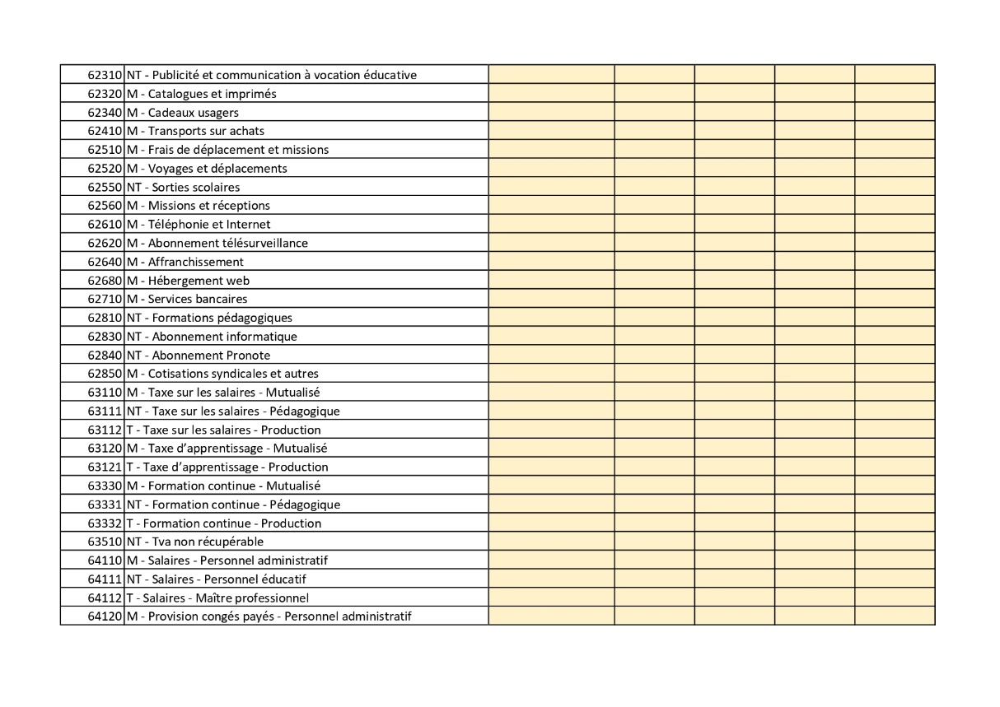 62310 NT - Publicité et communication à vocation éducative
62320 M - Catalogues et imprimés
62340 M - Cadeaux usagers
62410 M - Transports sur achats
62510 M - Frais de déplacement et missions
62520 M - Voyages et déplacements
62550 NT - Sorties scolaires
62560 M - Missions et réceptions
62610 M - Téléphonie et Internet
62620 M - Abonnement télésurveillance
62640 M - Affranchissement
62680 M - Hébergement web
62710 M - Services bancaires
62810 NT - Formations pédagogiques
62830 NT - Abonnement informatique
62840 NT - Abonnement Pronote
62850 M - Cotisations syndicales et autres
63110 M - Taxe sur les salaires - Mutualisé
63111 NT - Taxe sur les salaires - Pédagogique
63112 T - Taxe sur les salaires - Production
63120 M - Taxe d’apprentissage - Mutualisé
63121 T - Taxe d’apprentissage - Production
63330 M - Formation continue - Mutualisé
63331 NT - Formation continue - Pédagogique
63332 T - Formation continue - Production
63510 NT - Tva non récupérable
64110 M - Salaires - Personnel administratif
64111 NT - Salaires - Personnel éducatif
64112 T - Salaires - Maître professionnel
64120 M - Provision congés payés - Personnel administratif